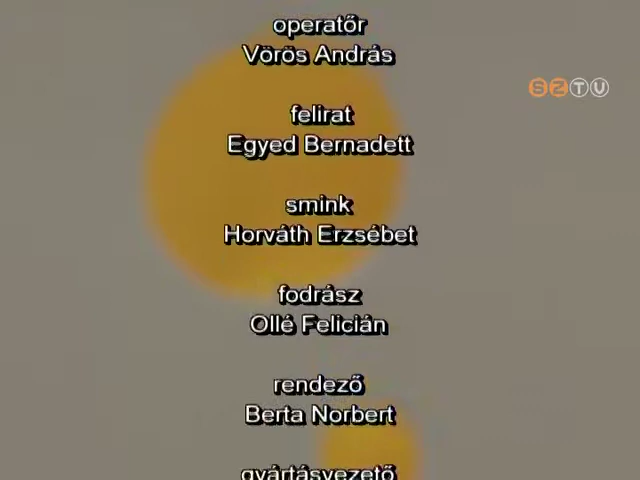 operatőr
Vörös András
SZTV
felirat
Egyed Bernadett
smink
Horváth Erzsébet
fodrász
Ollé Felicián
rendező
Berta Norbert
gyártásvezető